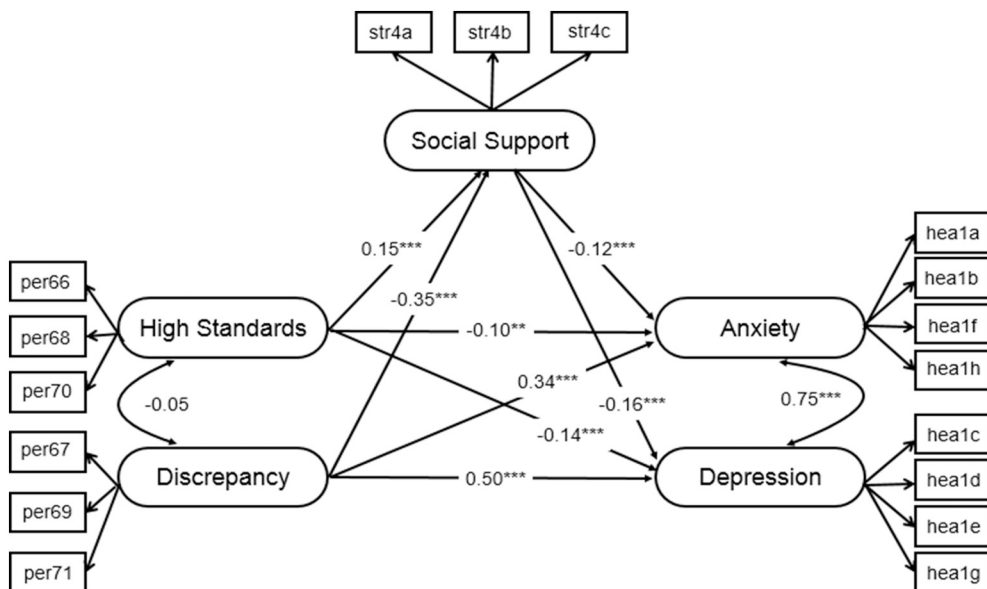 str4a
str4b
str4c
Social Support
0.15***
-0.12***
-0.35***
per66
per68
per70
High Standards
-0.10**
Anxiety
hea1a
hea1b
hea1f
hea1h
-0.05
0.34***
-0.16***
0.75***
-0.14***
per67
per69
per71
Discrepancy
0.50***
Depression
hea1c
hea1d
hea1e
hea1g